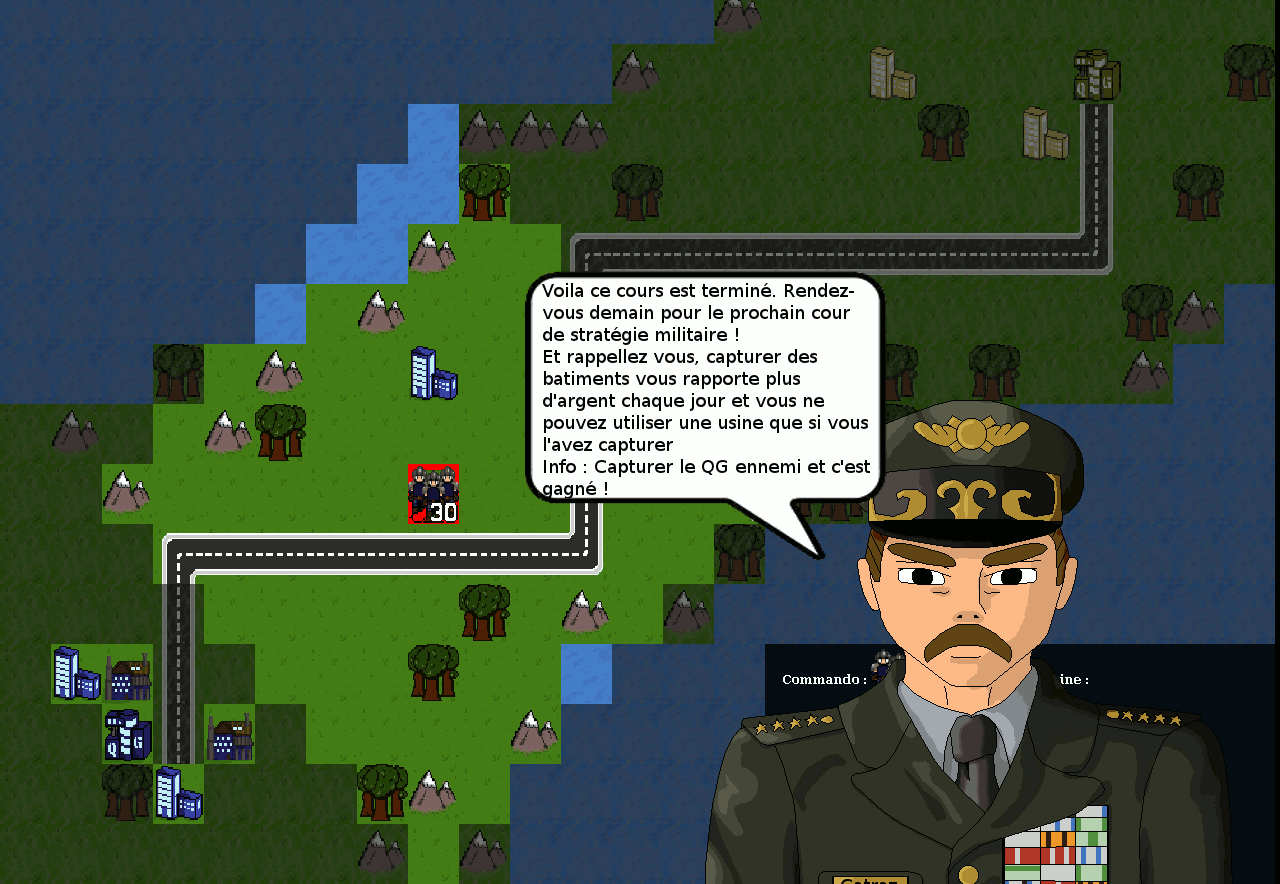 Voila ce cours est terminé. Rendez-
vous demain pour le prochain cour
de stratégie militaire !
Et rappellez vous, capturer des
batiments vous rapporte plus
d'argent chaque jour et vous ne
pouvez utiliser une usine que si vous
l'avez capturer
Info : Capturer le QG ennemi et c'est
gagné !
30
Commando :
ine :
QG
QG